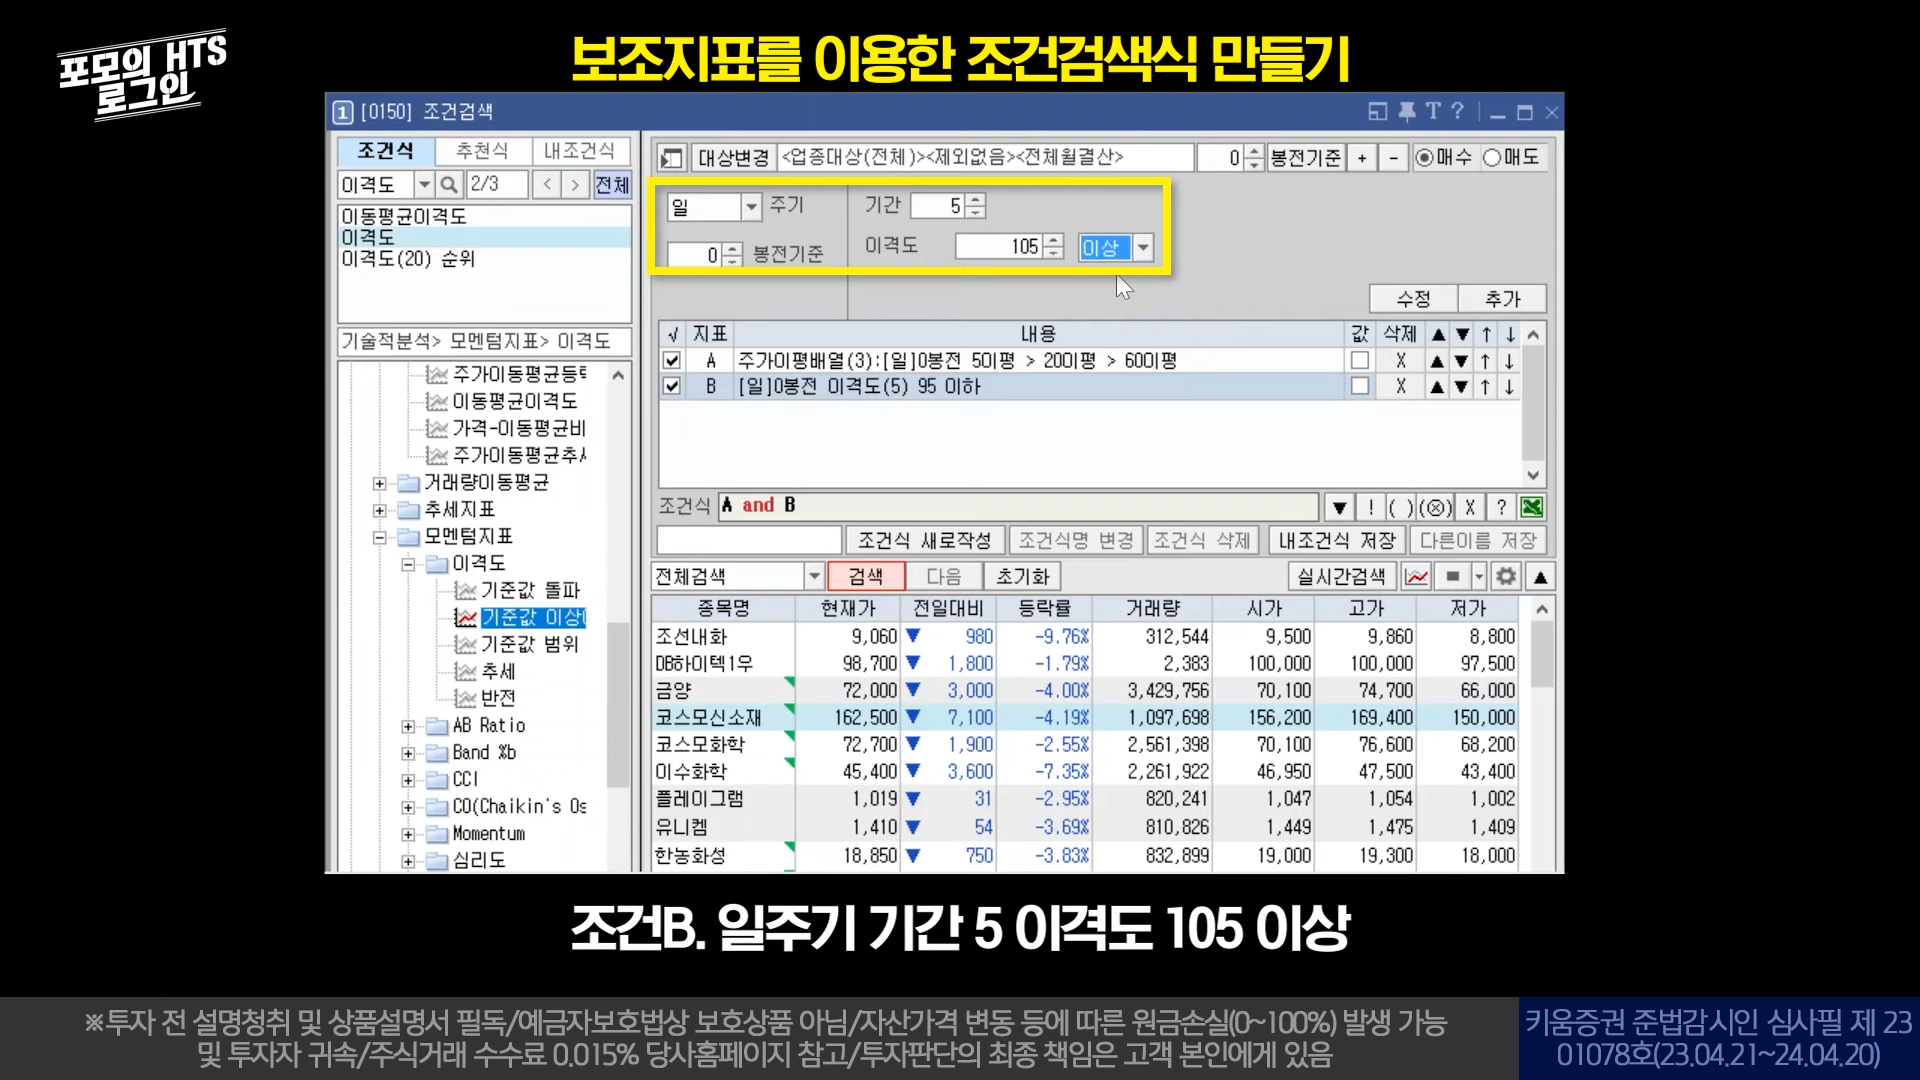 포모의 HTS
로그인
보조지표를 이용한 조건검색식 만들기
1 [0150] 조건검색
T ?
조건식 추천식 내조건식
이격도 2/3 < > 전체
이동평균이격도
이격도
이격도(20) 순위
기술적분석> 모멘텀지표> 이격도
주가이동평균등락
이동평균이격도
가격-이동평균비
주가이동평균추
거래량이동평균
추세지표
모멘텀지표
이격도
기준값 돌파
기준값 이상
기준값 범위
추세
반전
AB Ratio
Band %b
CCI
CO(Chaikin's Os
Momentum
심리도
대상변경 <업종대상(전체)><제외없음><전체월결산> 0 봉전기준 + - 매수 매도
일 주기 기간 5
0 봉전기준 이격도 105 이상
수정 추가
√ 지표 내용 값 삭제 ▲ ▼ ↑ ↓
A 주가이평배열(3):[일]0봉전 5이평 > 20이평 > 60이평 X ▲ ▼ ↑ ↓
B [일]0봉전 이격도(5) 95 이하 X ▲ ▼ ↑ ↓
조건식 A and B ▼ ! ( ) (⊗) X ?
조건식 새로작성 조건식명 변경 조건식 삭제 내조건식 저장 다른이름 저장
전체검색 검색 다음 초기화 실시간검색 ▲
종목명 현재가 전일대비 등락률 거래량 시가 고가 저가
조선내화 9,060 ▼ 980 -9.76% 312,544 9,500 9,860 8,800
DB하이텍1우 98,700 ▼ 1,800 -1.79% 2,383 100,000 100,000 97,500
금양 72,000 ▼ 3,000 -4.00% 3,429,756 70,100 74,700 66,000
코스모신소재 162,500 ▼ 7,100 -4.19% 1,097,698 156,200 169,400 150,000
코스모화학 72,700 ▼ 1,900 -2.55% 2,561,398 70,100 76,600 68,200
이수화학 45,400 ▼ 3,600 -7.35% 2,261,922 46,950 47,500 43,400
플레이그램 1,019 ▼ 31 -2.95% 820,241 1,047 1,054 1,002
유니켐 1,410 ▼ 54 -3.69% 810,826 1,449 1,475 1,409
한농화성 18,850 ▼ 750 -3.83% 832,899 19,000 19,300 18,000
조건B. 일주기 기간 5 이격도 105 이상
※투자 전 설명청취 및 상품설명서 필독/예금자보호법상 보호상품 아님/자산가격 변동 등에 따른 원금손실(0~100%) 발생 가능
및 투자자 귀속/주식거래 수수료 0.015% 당사홈페이지 참고/투자판단의 최종 책임은 고객 본인에게 있음
키움증권 준법감시인 심사필 제 23
01078호(23.04.21~24.04.20)